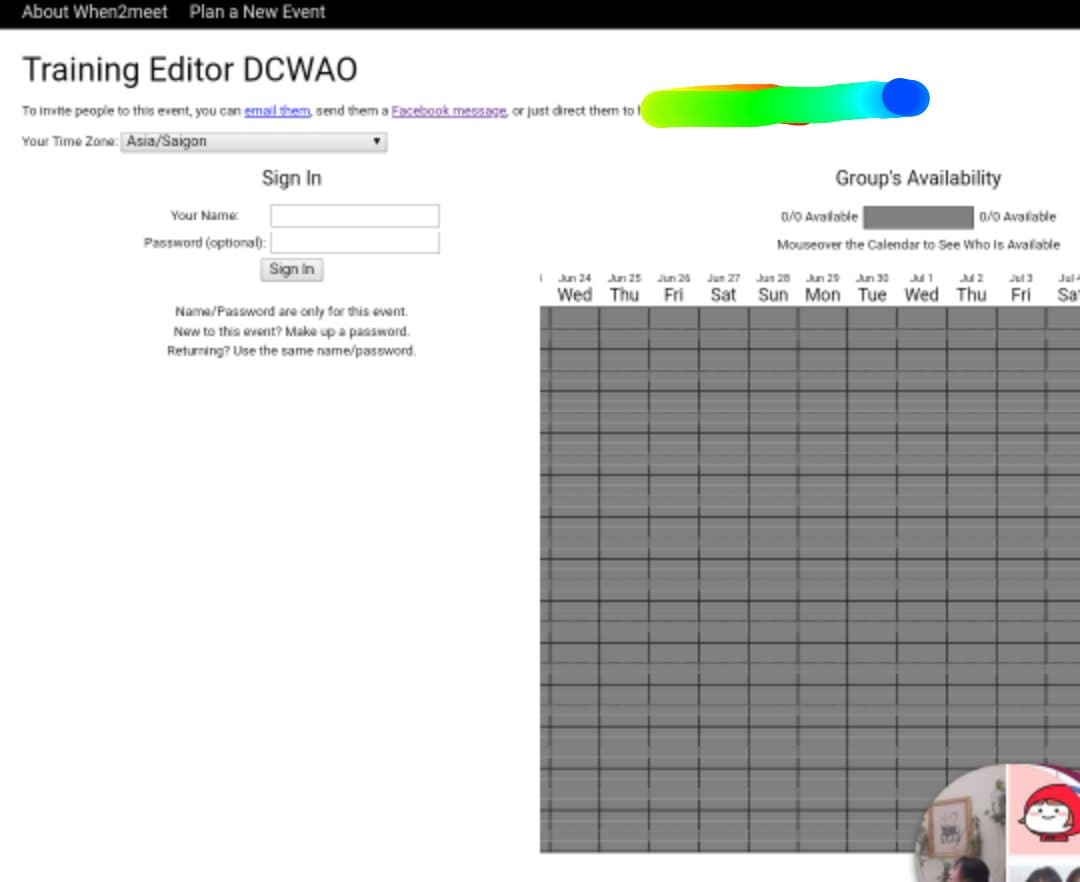 About When2meet Plan a New Event
Training Editor DCWAO
To invite people to this event, you can email them, send them a Facebook message, or just direct them to
Your Time Zone: Asia/Saigon
Sign In
Your Name:
Password (optional):
Sign In
Name/Password are only for this event.
New to this event? Make up a password.
Returning? Use the same name/password.
Group's Availability
0/0 Available 0/0 Available
Mouseover the Calendar to See Who Is Available
Jun 24 Jun 25 Jun 26 Jun 27 Jun 28 Jun 29 Jun 30 Jul 1 Jul 2 Jul 3 Jul 4
Wed Thu Fri Sat Sun Mon Tue Wed Thu Fri Sat